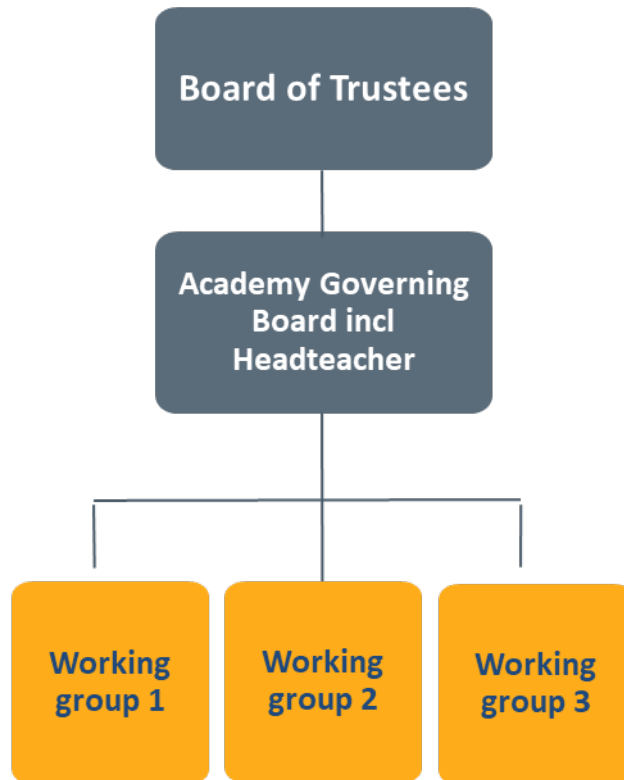 Board of Trustees
Academy Governing
Board incl
Headteacher
Working
group 1
Working
group 2
Working
group 3